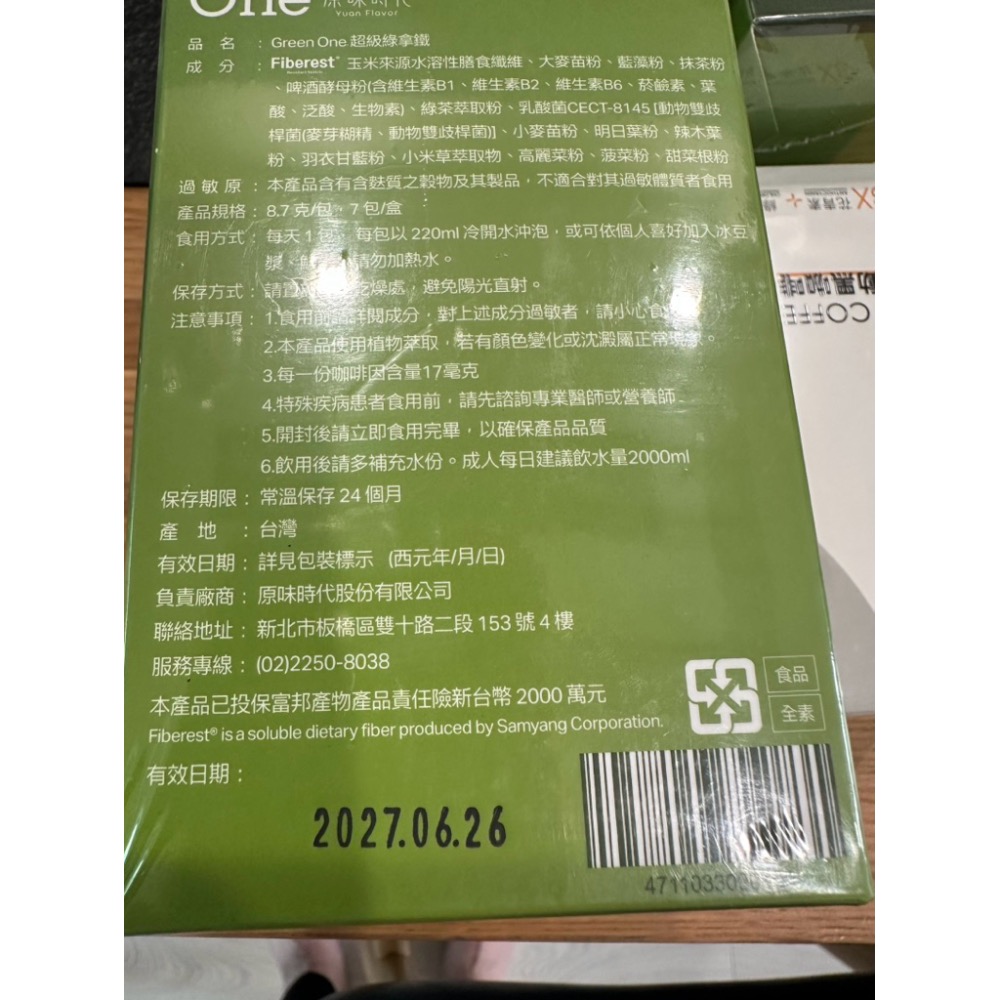 One 原味時代
Yuan Flavor
品名：Green One 超級綠拿鐵
成分：Fiberest® 玉米來源水溶性膳食纖維、大麥苗粉、藍藻粉、抹茶粉
、啤酒酵母粉(含維生素B1、維生素B2、維生素B6、菸鹼素、葉
酸、泛酸、生物素)、綠茶萃取粉、乳酸菌CECT-8145 [動物雙歧
桿菌(麥芽糊精、動物雙歧桿菌)]、小麥苗粉、明日葉粉、辣木葉
粉、羽衣甘藍粉、小米草萃取物、高麗菜粉、菠菜粉、甜菜根粉
過敏原：本產品含有含麩質之穀物及其製品，不適合對其過敏體質者食用
產品規格：8.7 克/包、7 包/盒
食用方式：每天 1 包、每包以 220ml 冷開水沖泡，或可依個人喜好加入冰豆
漿、請勿加熱水。
保存方式：請置乾燥處，避免陽光直射。
注意事項：1.食用前請詳閱成分，對上述成分過敏者，請小心食
2.本產品使用植物萃取，若有顏色變化或沈澱屬正常現象。
3.每一份咖啡因含量17毫克
4.特殊疾病患者食用前，請先諮詢專業醫師或營養師
5.開封後請立即食用完畢，以確保產品品質
6.飲用後請多補充水份。成人每日建議飲水量2000ml
保存期限：常溫保存 24 個月
產地：台灣
有效日期：詳見包裝標示 (西元年/月/日)
負責廠商：原味時代股份有限公司
聯絡地址：新北市板橋區雙十路二段 153 號 4 樓
服務專線：(02)2250-8038
本產品已投保富邦產物產品責任險新台幣 2000 萬元
Fiberest® is a soluble dietary fiber produced by Samyang Corporation.
食品
全素
有效日期：
2027.06.26
47110330
花青素 +
黑咖啡
COFFE